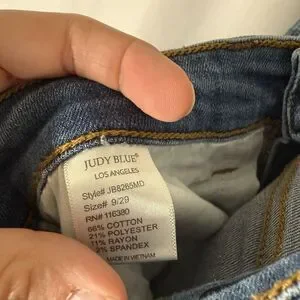 JUDY BLUE
LOS ANGELES
Style# JB8265MD
Size# 9/29
RN# 116380
66% COTTON
21% POLYESTER
11% RAYON
2% SPANDEX
MADE IN VIETNAM